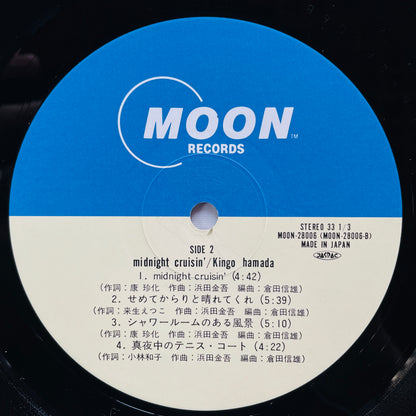 MOON™
RECORDS
STEREO 33 1/3
MOON-28006 (MOON-28006-B)
MADE IN JAPAN
JASRAC
SIDE 2
midnight cruisin'/Kingo hamada
1. midnight cruisin' (4:42)
(作詞：康 珍化 作曲：浜田金吾 編曲：倉田信雄)
2. せめてからりと晴れてくれ (5:39)
(作詞：来生えつこ 作曲：浜田金吾 編曲：倉田信雄)
3. シャワールームのある風景 (5:10)
(作詞：康 珍化 作曲：浜田金吾 編曲：倉田信雄)
4. 真夜中のテニス・コート (4:22)
(作詞：小林和子 作曲：浜田金吾 編曲：倉田信雄)